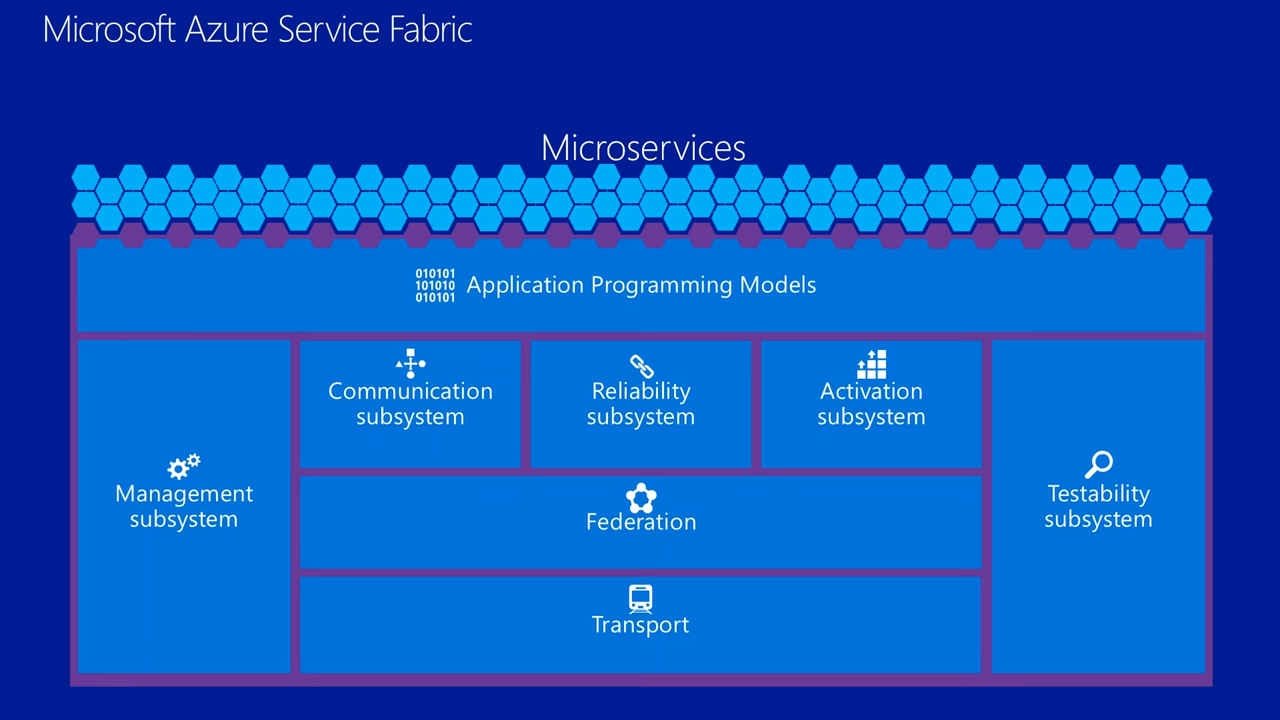 Microsoft Azure Service Fabric
Microservices
010101
101010
010101
Application Programming Models
Communication
subsystem
Reliability
subsystem
Activation
subsystem
Management
subsystem
Testability
subsystem
Federation
Transport